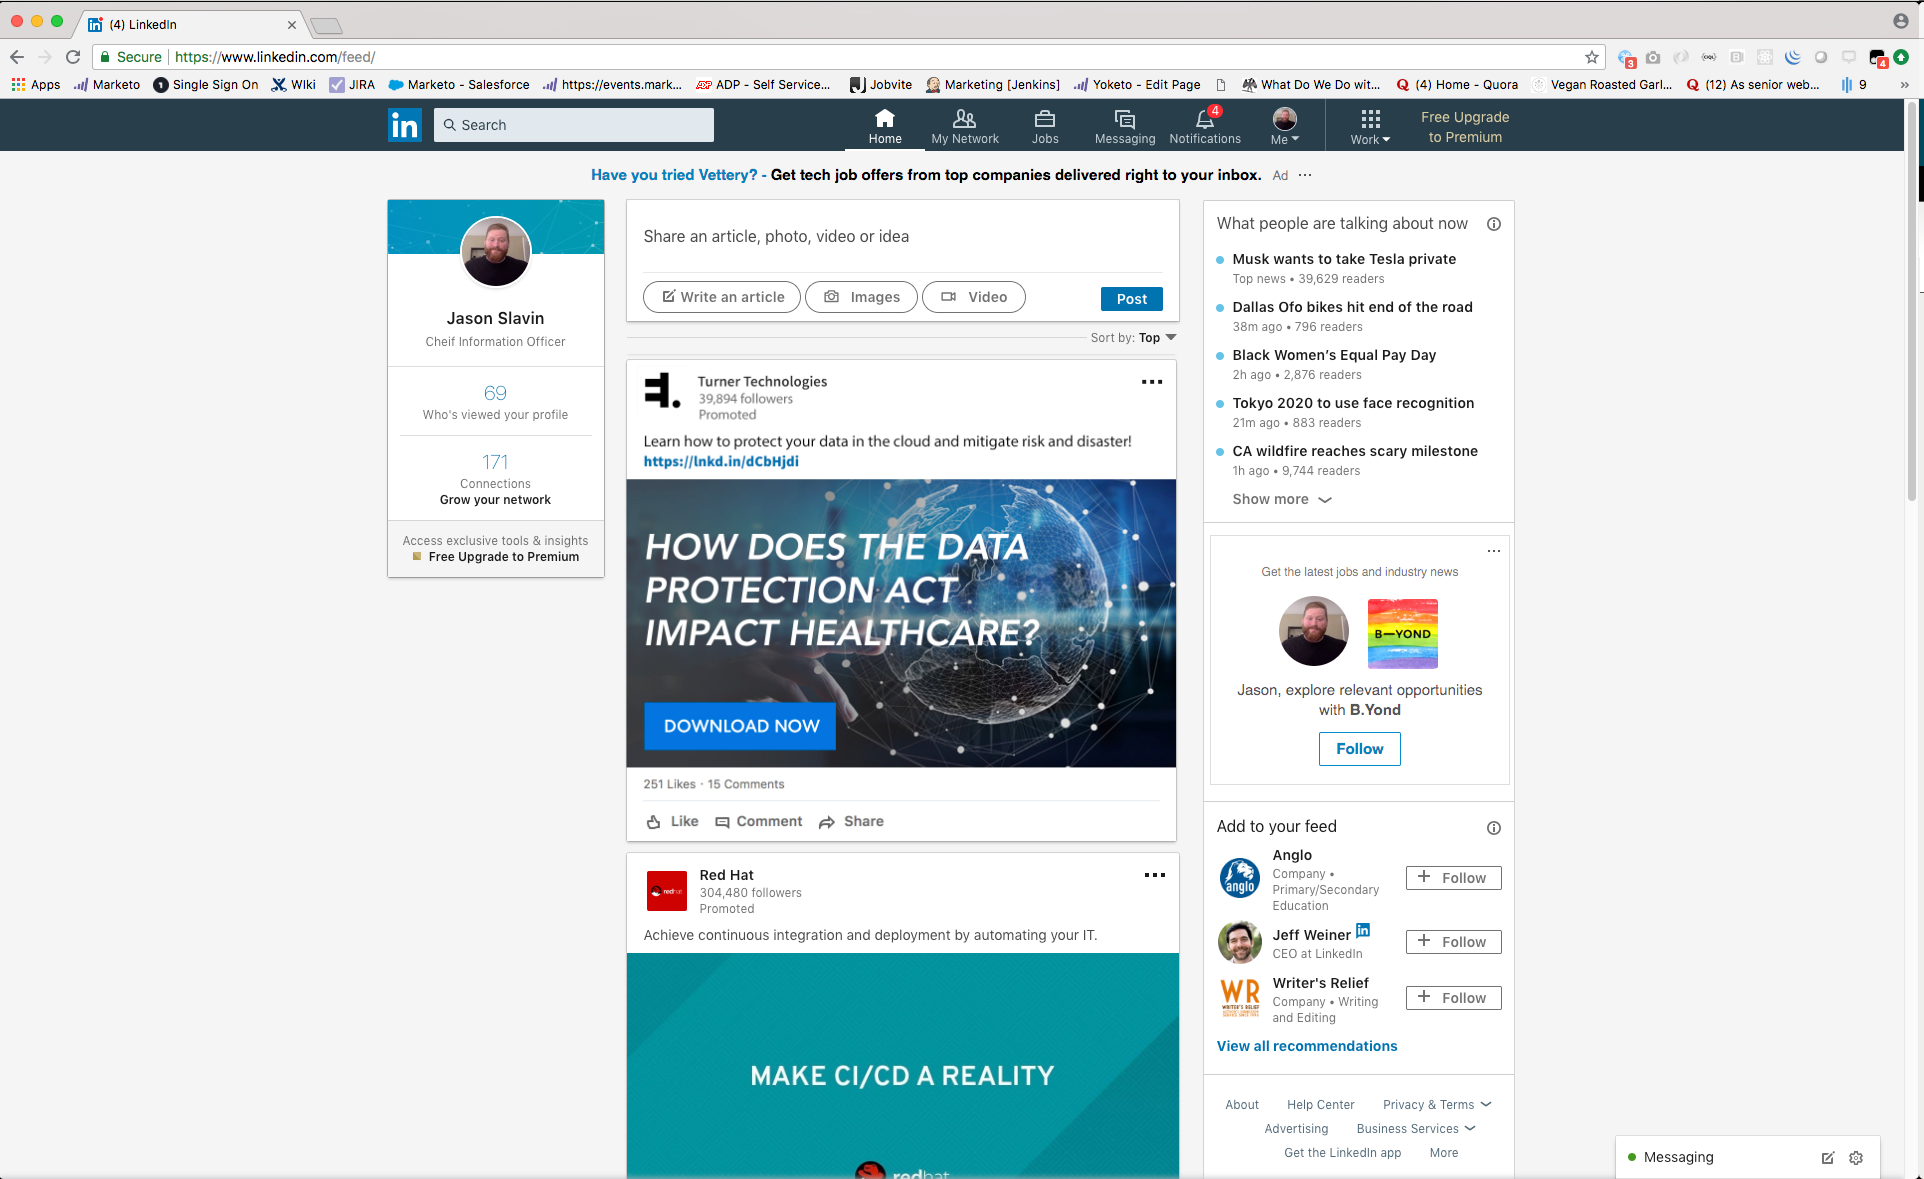 (4) LinkedIn
Secure https://www.linkedin.com/feed/
3
4
Apps Marketo Single Sign On Wiki JIRA Marketo - Salesforce https://events.mark... ADP - Self Service... Jobvite Marketing [Jenkins] Yoketo - Edit Page What Do We Do wit... (4) Home - Quora Vegan Roasted Garl... (12) As senior web... 9 »
in Search
Home My Network Jobs Messaging 4 Notifications Me Work
Free Upgrade
to Premium
Have you tried Vettery? - Get tech job offers from top companies delivered right to your inbox. Ad ...
Jason Slavin
Cheif Information Officer
69
Who's viewed your profile
171
Connections
Grow your network
Access exclusive tools & insights
Free Upgrade to Premium
Share an article, photo, video or idea
Write an article Images Video Post
Sort by: Top
Turner Technologies
39,894 followers
Promoted
Learn how to protect your data in the cloud and mitigate risk and disaster!
https://lnkd.in/dCbHjdi
HOW DOES THE DATA
PROTECTION ACT
IMPACT HEALTHCARE?
DOWNLOAD NOW
251 Likes · 15 Comments
Like Comment Share
redhat
Red Hat
304,480 followers
Promoted
Achieve continuous integration and deployment by automating your IT.
MAKE CI/CD A REALITY
redhat
What people are talking about now
Musk wants to take Tesla private
Top news • 39,629 readers
Dallas Ofo bikes hit end of the road
38m ago • 796 readers
Black Women's Equal Pay Day
2h ago • 2,876 readers
Tokyo 2020 to use face recognition
21m ago • 883 readers
CA wildfire reaches scary milestone
1h ago • 9,744 readers
Show more
Get the latest jobs and industry news
B—YOND
Jason, explore relevant opportunities
with B.Yond
Follow
Add to your feed
anglo
Anglo
Company •
Primary/Secondary
Education
+ Follow
Jeff Weiner in
CEO at LinkedIn
+ Follow
WR
WRITER'S RELIEF
Writer's Relief
Company • Writing
and Editing
+ Follow
View all recommendations
About Help Center Privacy & Terms
Advertising Business Services
Get the LinkedIn app More
Messaging